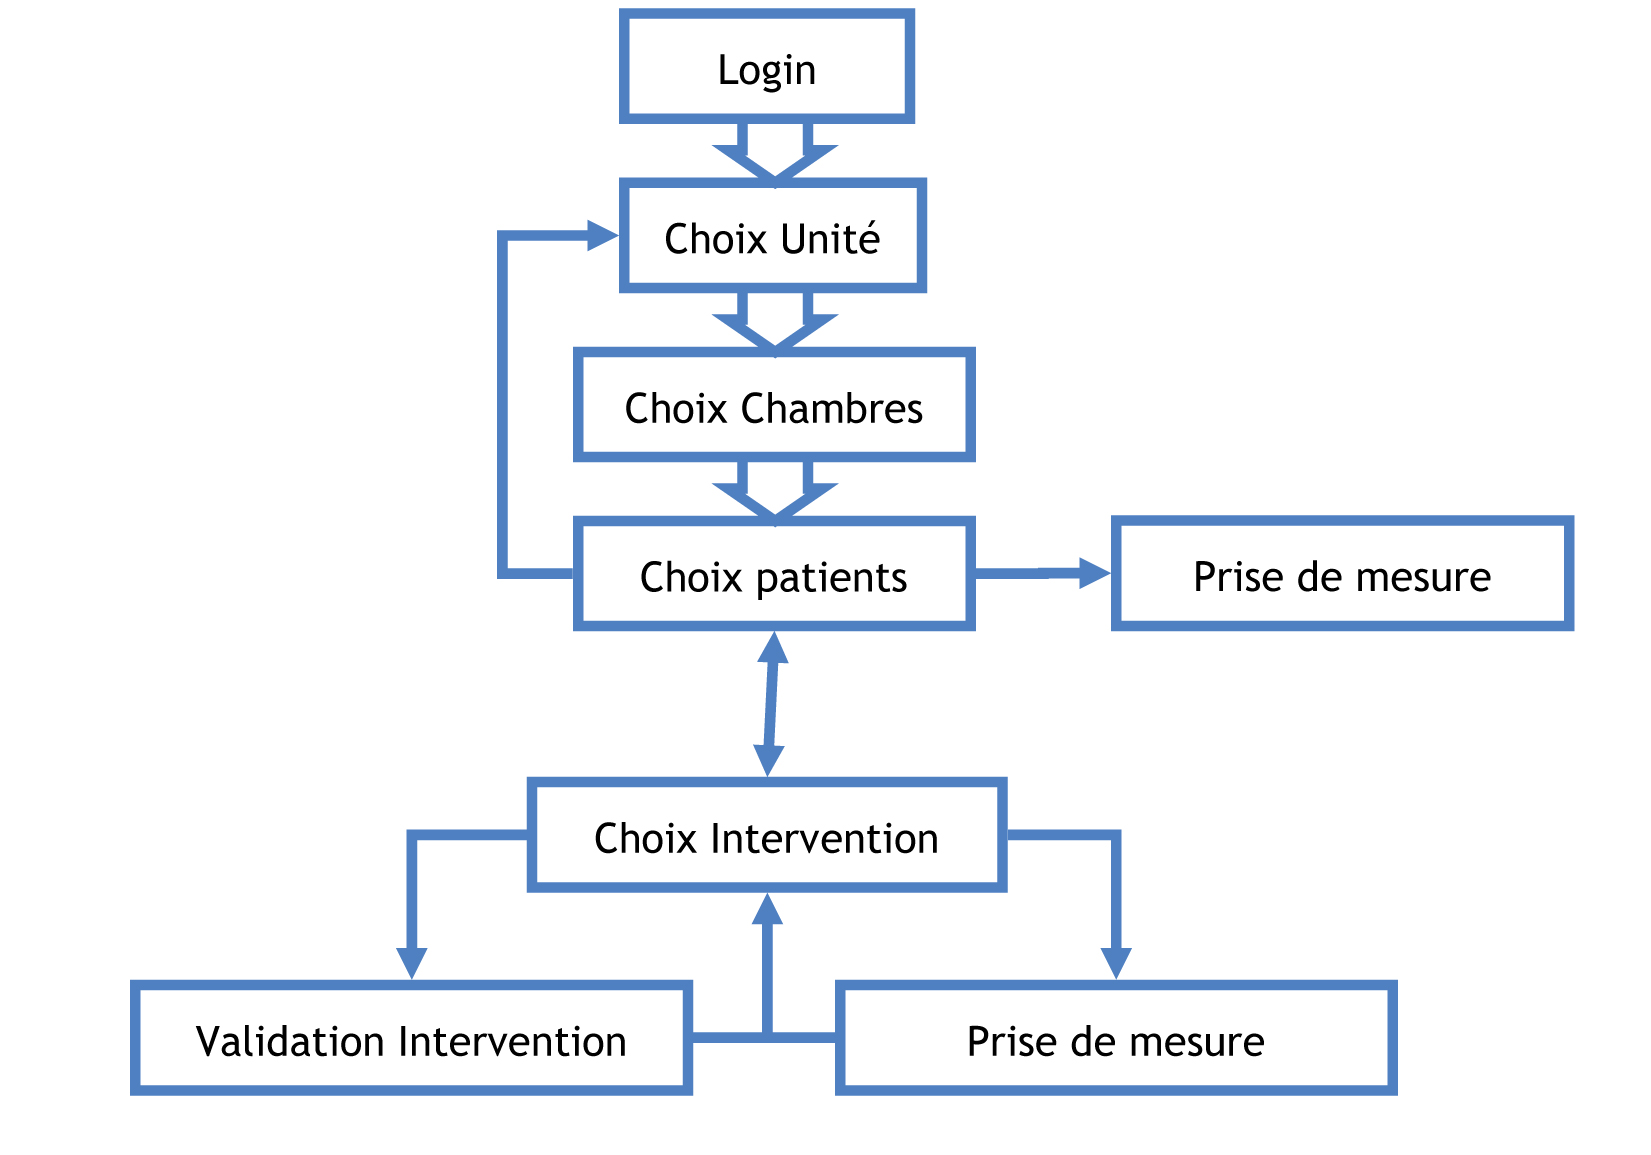 Login
Choix Unité
Choix Chambres
Choix patients
Prise de mesure
Choix Intervention
Validation Intervention
Prise de mesure